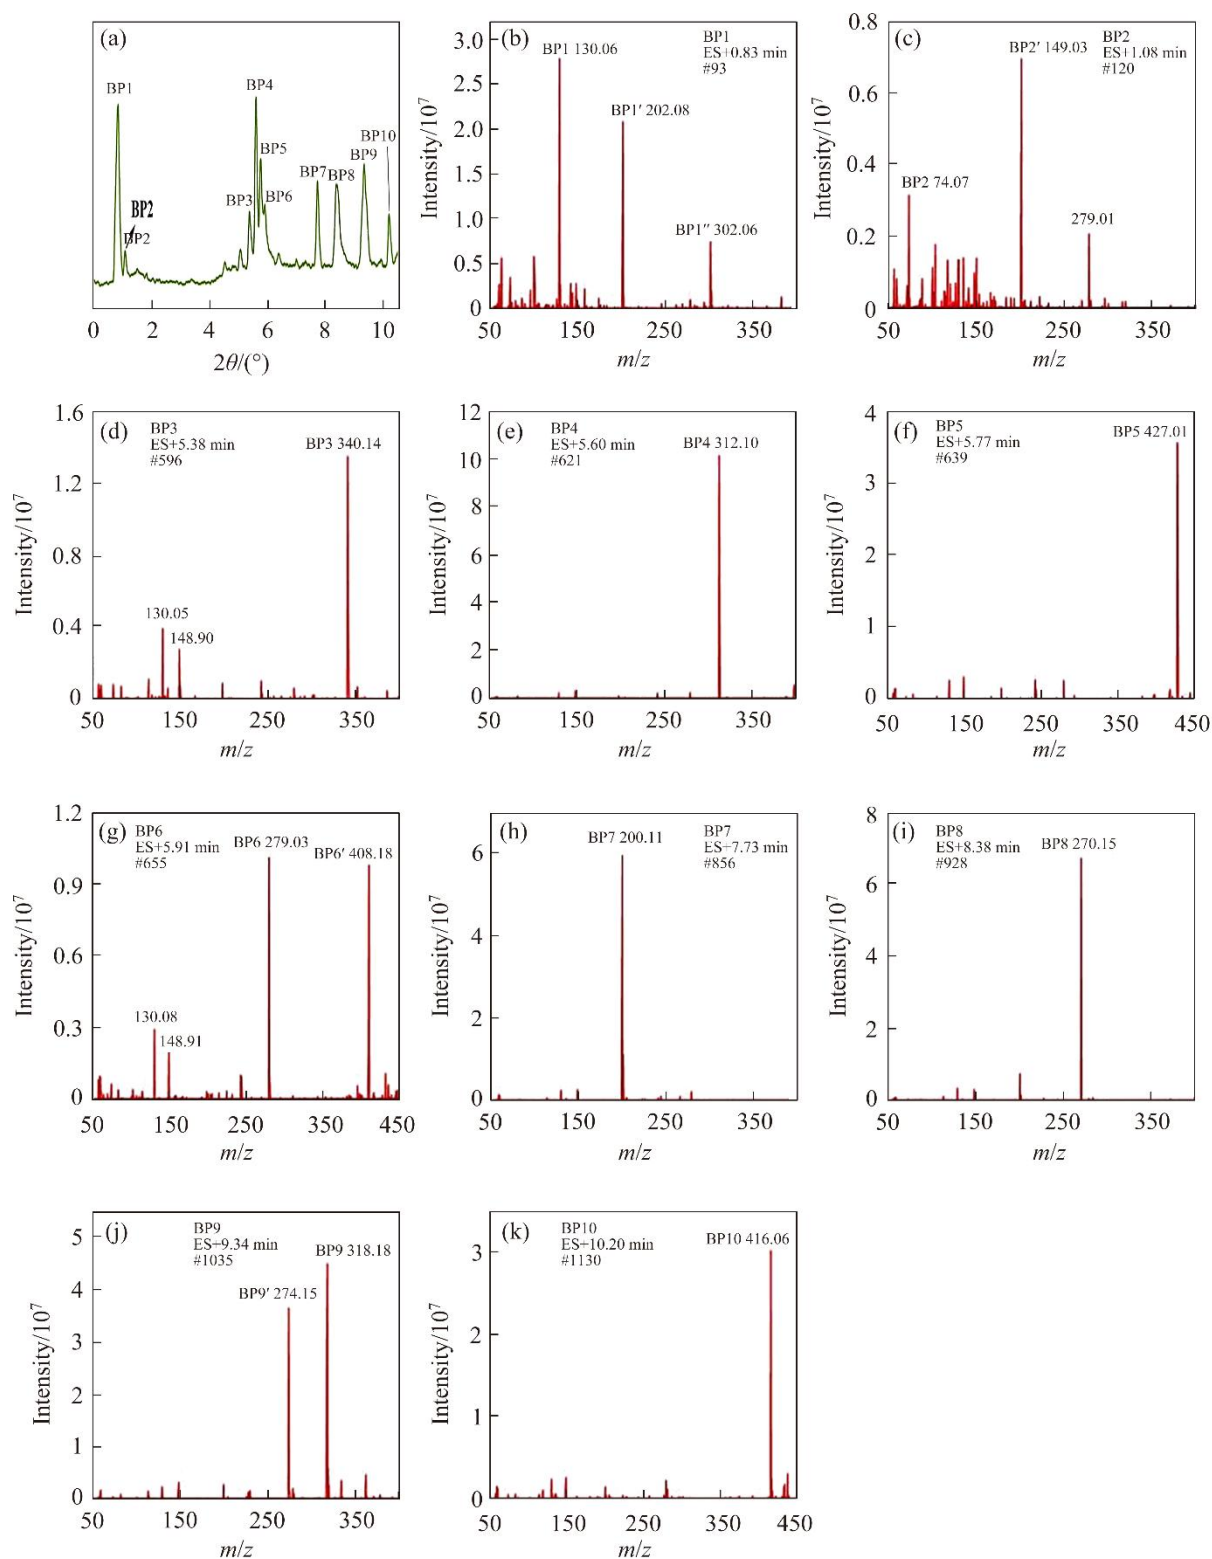 (a)
BP1
BP2
BP2
BP3
BP4
BP5
BP6
BP7
BP8
BP9
BP10
0 2 4 6 8 10
2θ/(°)
(b)
BP1
ES+0.83 min
#93
BP1 130.06
BP1′ 202.08
BP1″ 302.06
3.0
2.5
2.0
1.5
1.0
0.5
0
Intensity/10⁷
50 150 250 350
m/z
(c)
BP2
ES+1.08 min
#120
BP2′ 149.03
BP2 74.07
279.01
0.8
0.6
0.4
0.2
0
Intensity/10⁷
50 150 250 350
m/z
(d)
BP3
ES+5.38 min
#596
BP3 340.14
130.05
148.90
1.6
1.2
0.8
0.4
0
Intensity/10⁷
50 150 250 350
m/z
(e)
BP4
ES+5.60 min
#621
BP4 312.10
12
10
8
6
4
2
0
Intensity/10⁷
50 150 250 350
m/z
(f)
BP5
ES+5.77 min
#639
BP5 427.01
4
3
2
1
0
Intensity/10⁷
50 150 250 350 450
m/z
(g)
BP6
ES+5.91 min
#655
BP6 279.03
BP6′ 408.18
130.08
148.91
1.2
0.9
0.6
0.3
0
Intensity/10⁷
50 150 250 350 450
m/z
(h)
BP7
ES+7.73 min
#856
BP7 200.11
6
4
2
0
Intensity/10⁷
50 150 250 350
m/z
(i)
BP8
ES+8.38 min
#928
BP8 270.15
8
6
4
2
0
Intensity/10⁷
50 150 250 350
m/z
(j)
BP9
ES+9.34 min
#1035
BP9 318.18
BP9′ 274.15
5
4
3
2
1
0
Intensity/10⁷
50 150 250 350
m/z
(k)
BP10
ES+10.20 min
#1130
BP10 416.06
3
2
1
0
Intensity/10⁷
50 150 250 350 450
m/z